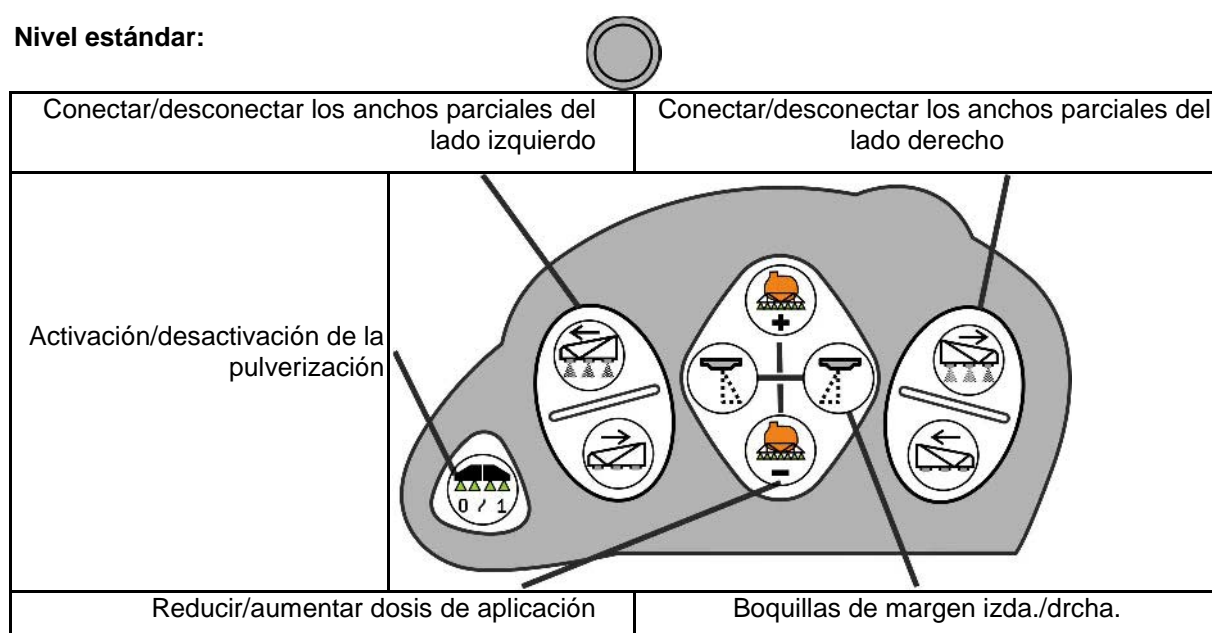 Nivel estándar:
Conectar/desconectar los anchos parciales del
lado izquierdo
Conectar/desconectar los anchos parciales del
lado derecho
Activación/desactivación de la
pulverización
+
-
0 / 1
Reducir/aumentar dosis de aplicación
Boquillas de margen izda./drcha.